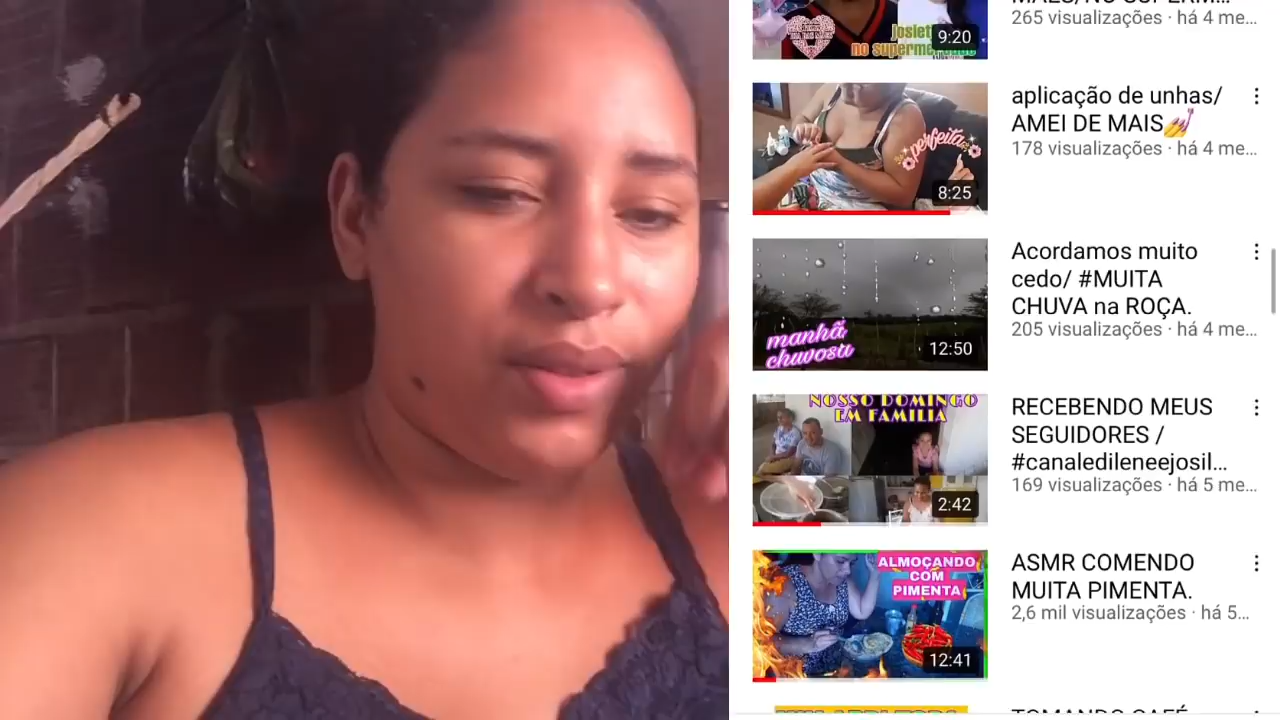 265 visualizações · há 4 me...
Josiet
no supermercado
9:20
aplicação de unhas/
AMEI DE MAIS💅
178 visualizações · há 4 me...
perfeita
8:25
Acordamos muito
cedo/ #MUITA
CHUVA na ROÇA.
205 visualizações · há 4 me...
manhã
chuvosa
12:50
RECEBENDO MEUS
SEGUIDORES /
#canaledileneejosil...
169 visualizações · há 5 me...
NOSSO DOMINGO
EM FAMILIA
2:42
ASMR COMENDO
MUITA PIMENTA.
2,6 mil visualizações · há 5...
ALMOÇANDO
COM
PIMENTA
12:41